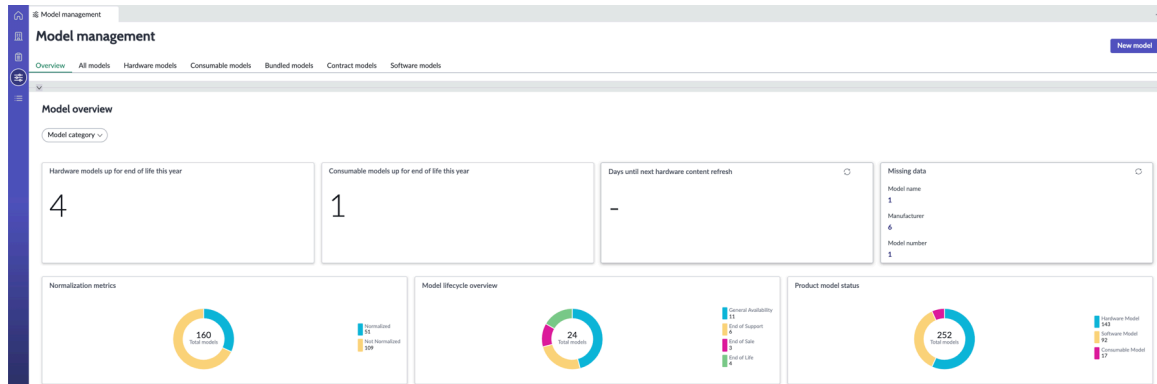 Model management
Model management
New model
Overview All models Hardware models Consumable models Bundled models Contract models Software models
Model overview
Model category
Hardware models up for end of life this year
4
Consumable models up for end of life this year
1
Days until next hardware content refresh
-
Missing data
Model name
1
Manufacturer
6
Model number
1
Normalization metrics
160
Total models
Normalized
51
Not Normalized
109
Model lifecycle overview
24
Total models
General Availability
11
End of Support
6
End of Sale
3
End of Life
4
Product model status
252
Total models
Hardware Model
143
Software Model
92
Consumable Model
17